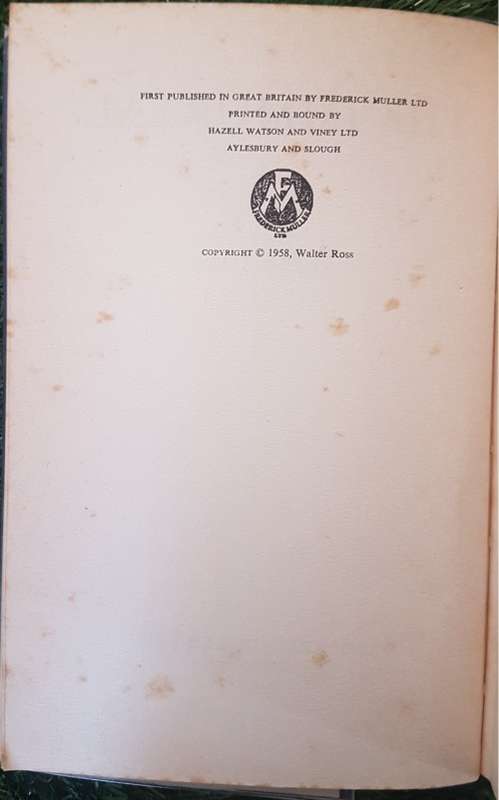 FIRST PUBLISHED IN GREAT BRITAIN BY FREDERICK MULLER LTD
PRINTED AND BOUND BY
HAZELL WATSON AND VINEY LTD
AYLESBURY AND SLOUGH
FM
FREDERICK MULLER
LTD
COPYRIGHT © 1958, Walter Ross